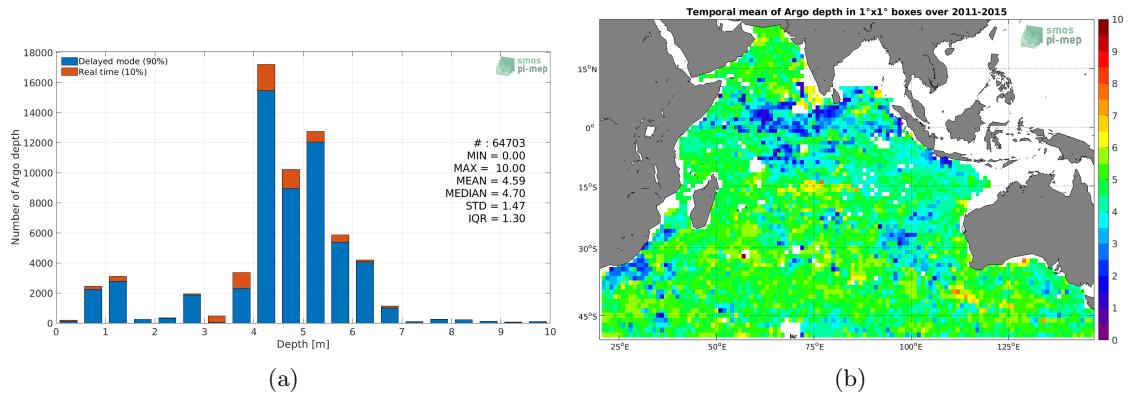 18000
16000
14000
12000
10000
8000
6000
4000
2000
0
Number of Argo depth
Delayed mode (90%)
Real time (10%)
smos
pi-mep
# : 64703
MIN = 0.00
MAX = 10.00
MEAN = 4.59
MEDIAN = 4.70
STD = 1.47
IQR = 1.30
0 1 2 3 4 5 6 7 8 9 10
Depth [m]
(a)
Temporal mean of Argo depth in 1°x1° boxes over 2011-2015
smos
pi-mep
15°N
0°
15°S
30°S
45°S
25°E 50°E 75°E 100°E 125°E
10
9
8
7
6
5
4
3
2
1
0
(b)